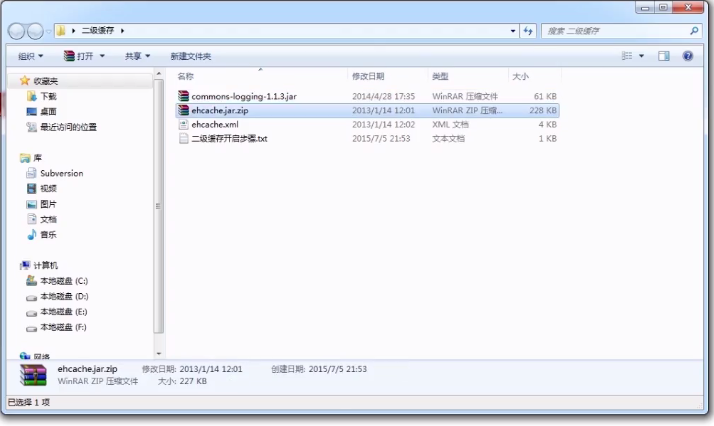 二级缓存
搜索 二级缓存
组织 打开 共享 新建文件夹
名称 修改日期 类型 大小
收藏夹
下载
桌面
最近访问的位置
库
Subversion
视频
图片
文档
音乐
计算机
本地磁盘 (C:)
本地磁盘 (D:)
本地磁盘 (E:)
本地磁盘 (F:)
网络
commons-logging-1.1.3.jar 2014/4/28 17:35 WinRAR 压缩文件 61 KB
ehcache.jar.zip 2013/1/14 12:01 WinRAR ZIP 压缩... 228 KB
ehcache.xml 2013/1/14 12:02 XML 文档 4 KB
二级缓存开启步骤.txt 2015/7/5 21:53 文本文档 1 KB
ehcache.jar.zip 修改日期: 2013/1/14 12:01 创建日期: 2015/7/5 21:53
WinRAR ZIP 压缩文件 大小: 227 KB
已选择 1 项